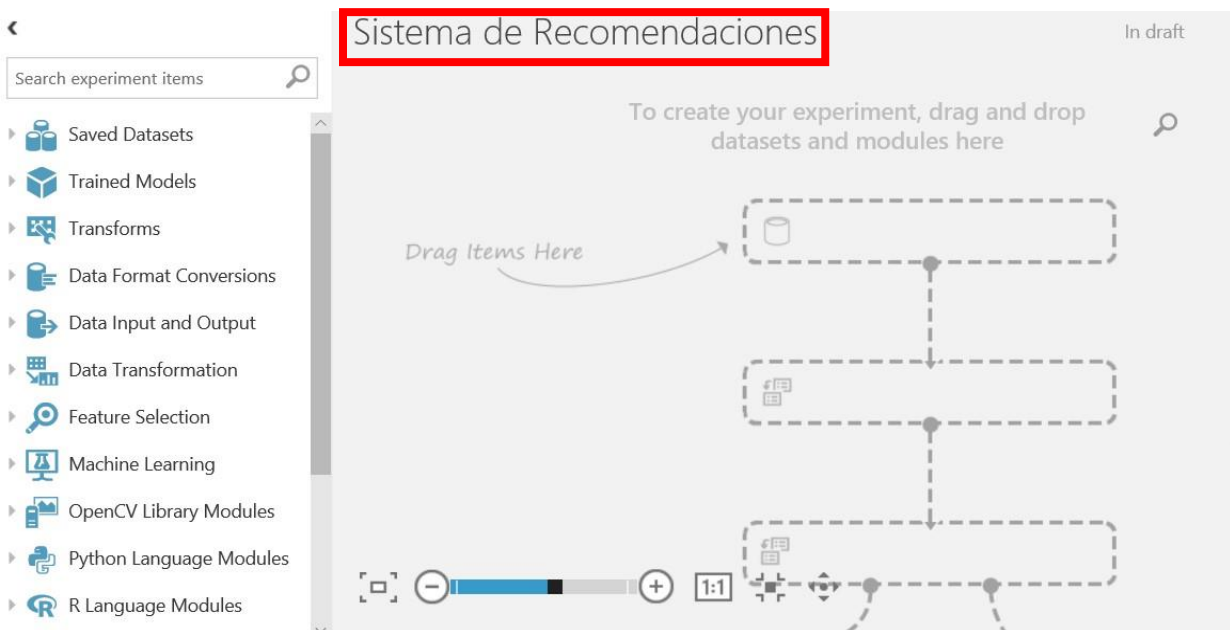 Sistema de Recomendaciones
In draft
Search experiment items
Saved Datasets
Trained Models
Transforms
Data Format Conversions
Data Input and Output
Data Transformation
Feature Selection
Machine Learning
OpenCV Library Modules
Python Language Modules
R Language Modules
To create your experiment, drag and drop
datasets and modules here
Drag Items Here
1:1